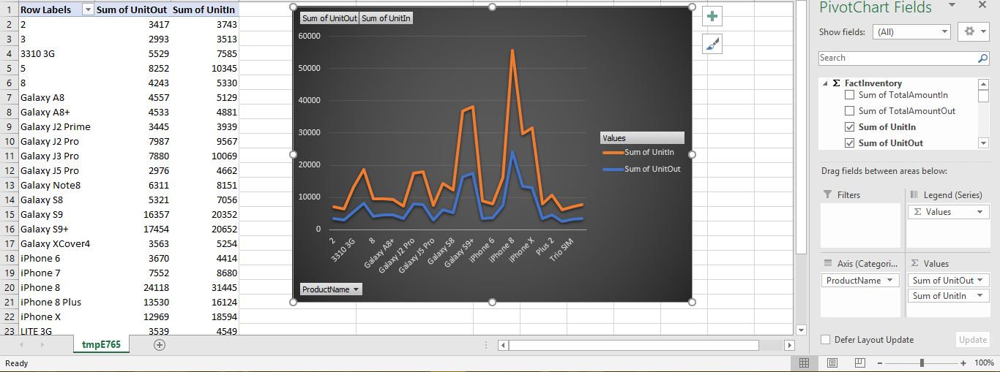 1 Row Labels Sum of UnitOut Sum of UnitIn
2 2 3417 3743
3 3 2993 3513
4 3310 3G 5529 7585
5 5 8252 10345
6 8 4243 5330
7 Galaxy A8 4557 5129
8 Galaxy A8+ 4533 4881
9 Galaxy J2 Prime 3445 3939
10 Galaxy J2 Pro 7987 9567
11 Galaxy J3 Pro 7880 10069
12 Galaxy J5 Pro 2976 4662
13 Galaxy Note8 6311 8151
14 Galaxy S8 5321 7056
15 Galaxy S9 16357 20352
16 Galaxy S9+ 17454 20652
17 Galaxy XCover4 3563 5254
18 iPhone 6 3670 4414
19 iPhone 7 7552 8680
20 iPhone 8 24118 31445
21 iPhone 8 Plus 13530 16124
22 iPhone X 12969 18594
23 LITE 3G 3539 4549
tmpE765
Ready
Sum of UnitOut Sum of UnitIn
60000
50000
40000
30000
20000
10000
0
2
3310 3G
8
Galaxy A8+
Galaxy J2 Pro
Galaxy J5 Pro
Galaxy S8
Galaxy S9+
iPhone 6
iPhone 8
iPhone X
Plus 2
Trio SIM
Values
Sum of UnitIn
Sum of UnitOut
ProductName
PivotChart Fields
Show fields: (All)
Search
Σ FactInventory
Sum of TotalAmountIn
Sum of TotalAmountOut
Sum of UnitIn
Sum of UnitOut
Drag fields between areas below:
Filters
Legend (Series)
Σ Values
Axis (Categori...
ProductName
Σ Values
Sum of UnitOut
Sum of UnitIn
Defer Layout Update
Update
100%